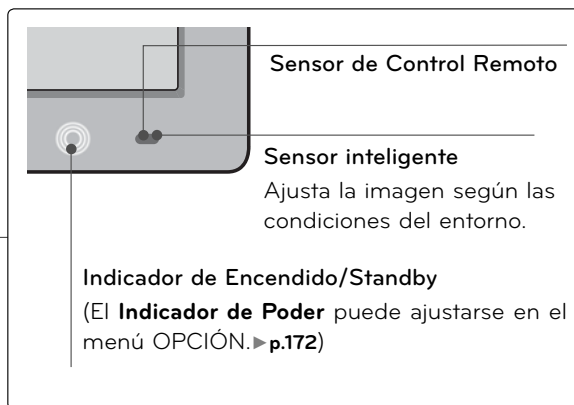 Sensor de Control Remoto
Sensor inteligente
Ajusta la imagen según las
condiciones del entorno.
Indicador de Encendido/Standby
(El Indicador de Poder puede ajustarse en el
menú OPCIÓN.►p.172)